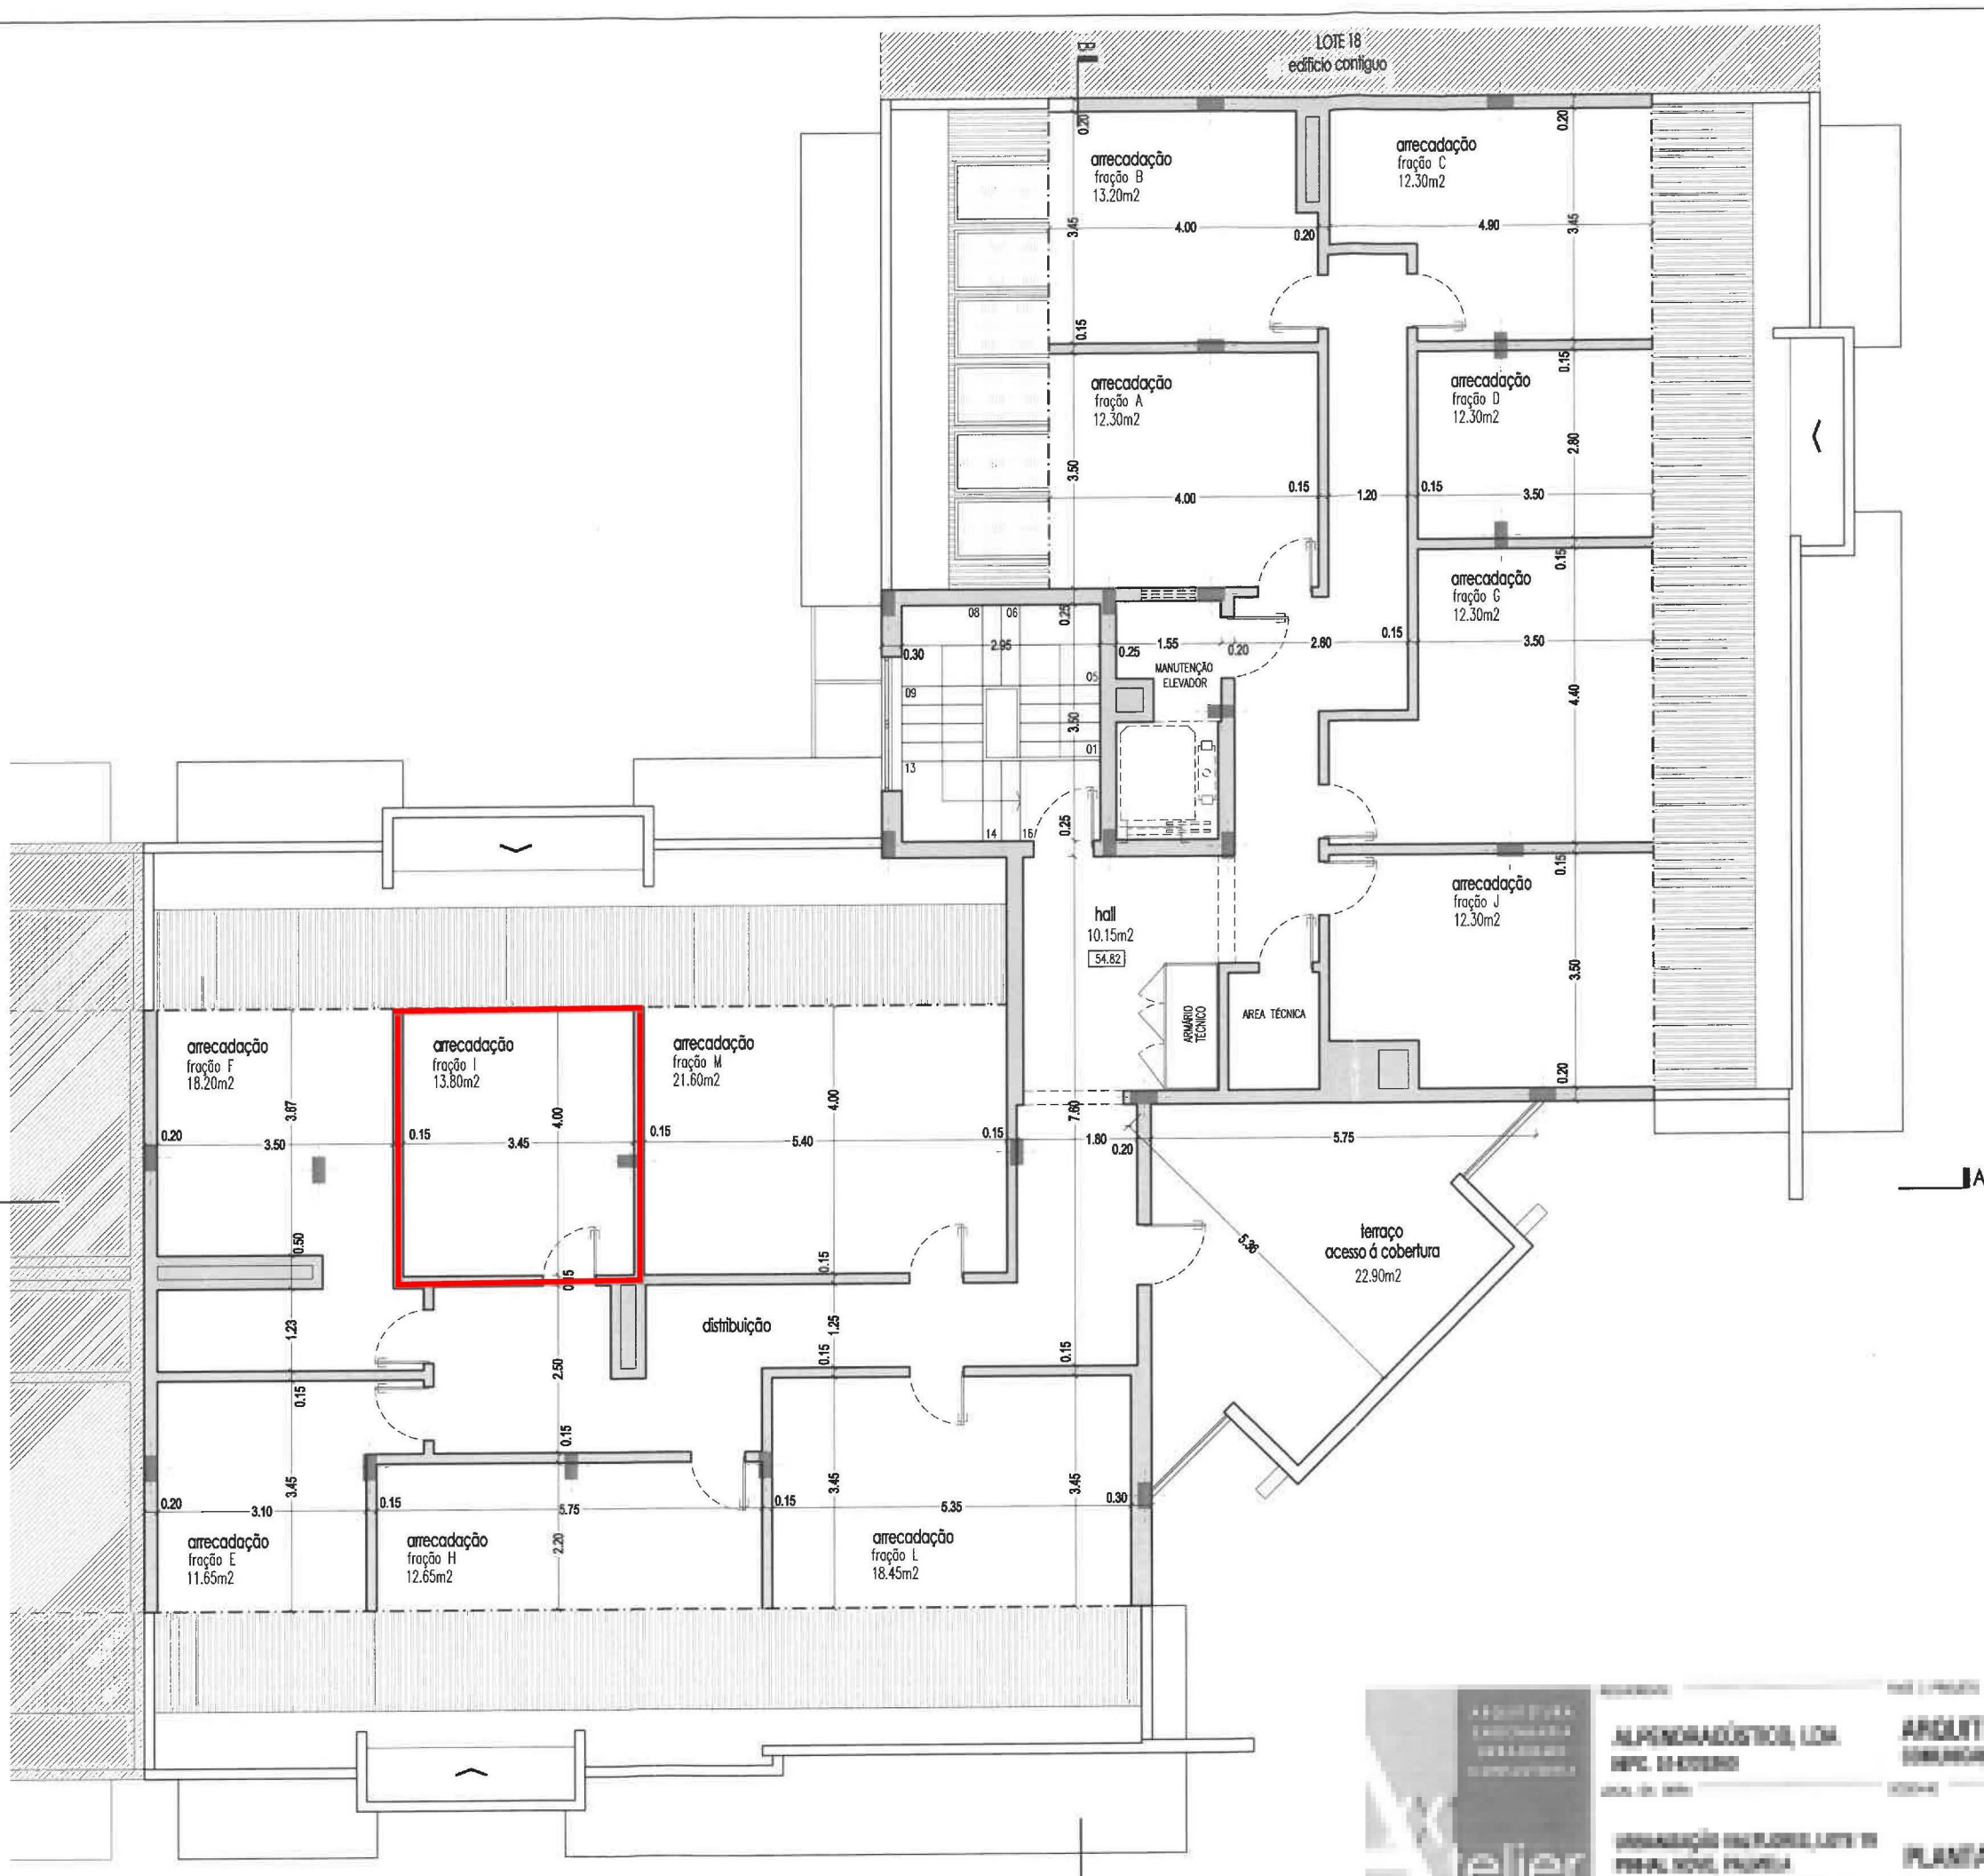 LOTE 18
edifício contíguo
B
0.20
0.20
arrecadação
fração B
13.20m2
arrecadação
fração C
12.30m2
3.45
4.00
0.20
4.90
3.45
0.15
0.15
arrecadação
fração A
12.30m2
arrecadação
fração D
12.30m2
2.80
3.50
4.00
0.15
1.20
0.15
3.50
0.15
arrecadação
fração G
12.30m2
08
06
0.25
0.30
2.95
0.25
1.55
0.20
2.60
0.15
3.50
MANUTENÇÃO
ELEVADOR
05
09
4.40
3.60
01
13
14
16
0.25
0.15
arrecadação
fração J
12.30m2
hall
10.15m2
54.82
3.50
ARMÁRIO
TÉCNICO
AREA TÉCNICA
0.20
arrecadação
fração F
18.20m2
arrecadação
fração I
13.80m2
arrecadação
fração M
21.60m2
3.87
4.00
4.00
7.60
0.20
3.50
0.15
3.45
0.15
5.40
0.15
1.80
0.20
5.75
A
0.50
0.15
0.15
5.36
terraço
acesso á cobertura
22.90m2
1.23
distribuição
1.25
2.50
0.15
0.15
0.15
0.15
3.45
3.45
3.45
0.20
3.10
0.15
5.75
0.15
5.35
0.30
2.20
arrecadação
fração E
11.65m2
arrecadação
fração H
12.65m2
arrecadação
fração L
18.45m2